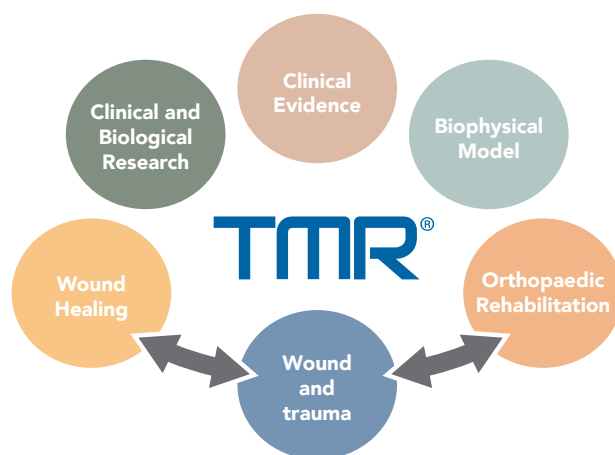 Clinical
Evidence
Clinical and
Biological
Research
Biophysical
Model
TMR®
Wound
Healing
Orthopaedic
Rehabilitation
Wound
and
trauma